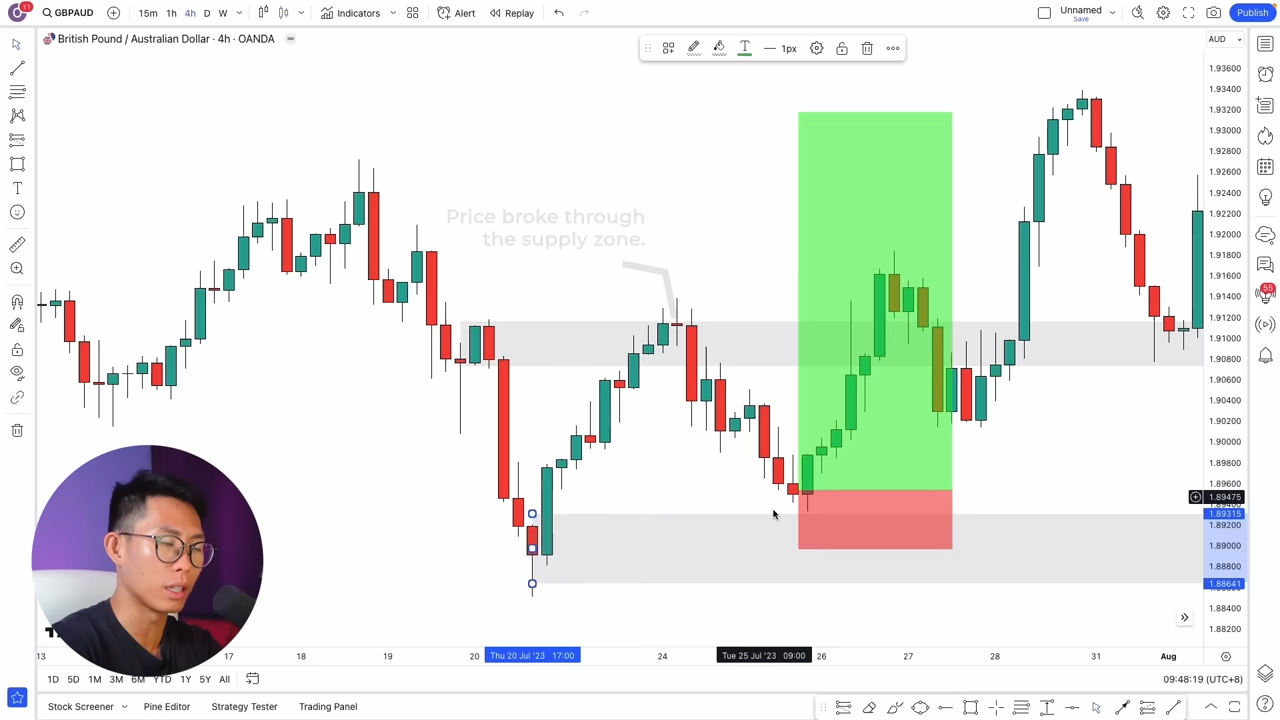 11
GBPAUD
15m 1h 4h D W
Indicators
Alert
Replay
Unnamed
Save
Publish
British Pound / Australian Dollar · 4h · OANDA
1px
AUD
1.93600
1.93400
1.93200
1.93000
1.92800
1.92600
1.92400
1.92200
1.92000
1.91800
1.91600
1.91400
1.91200
1.91000
1.90800
1.90600
1.90400
1.90200
1.90000
1.89800
1.89600
1.89475
1.89315
1.89200
1.89000
1.88800
1.88641
1.88400
1.88200
Price broke through
the supply zone.
55
13 17 18 19 20 Thu 20 Jul '23 17:00 24 Tue 25 Jul '23 09:00 26 27 28 31 Aug
1D 5D 1M 3M 6M YTD 1Y 5Y All
09:48:19 (UTC+8)
Stock Screener
Pine Editor
Strategy Tester
Trading Panel